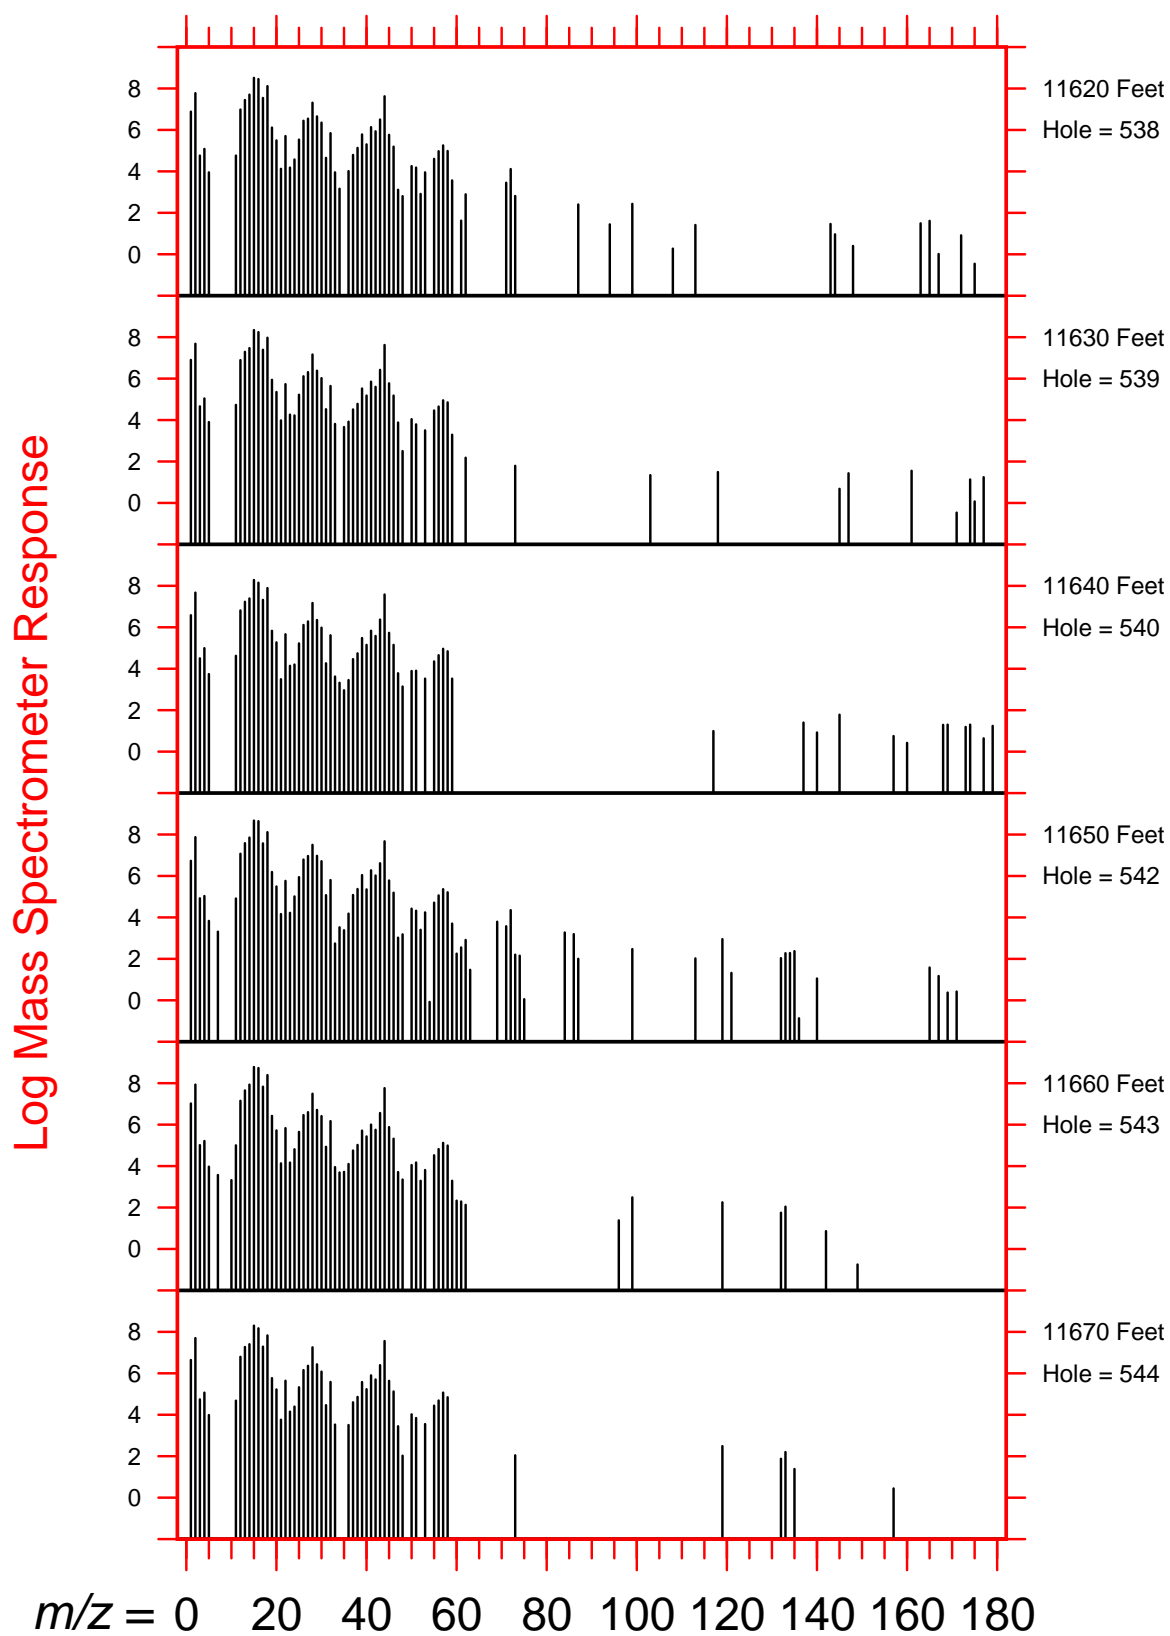 8
6
4
2
0
11620 Feet
Hole = 538
8
6
4
2
0
11630 Feet
Hole = 539
8
6
4
2
0
11640 Feet
Hole = 540
8
6
4
2
0
11650 Feet
Hole = 542
8
6
4
2
0
11660 Feet
Hole = 543
8
6
4
2
0
11670 Feet
Hole = 544
Log Mass Spectrometer Response
m/z = 0 20 40 60 80 100 120 140 160 180